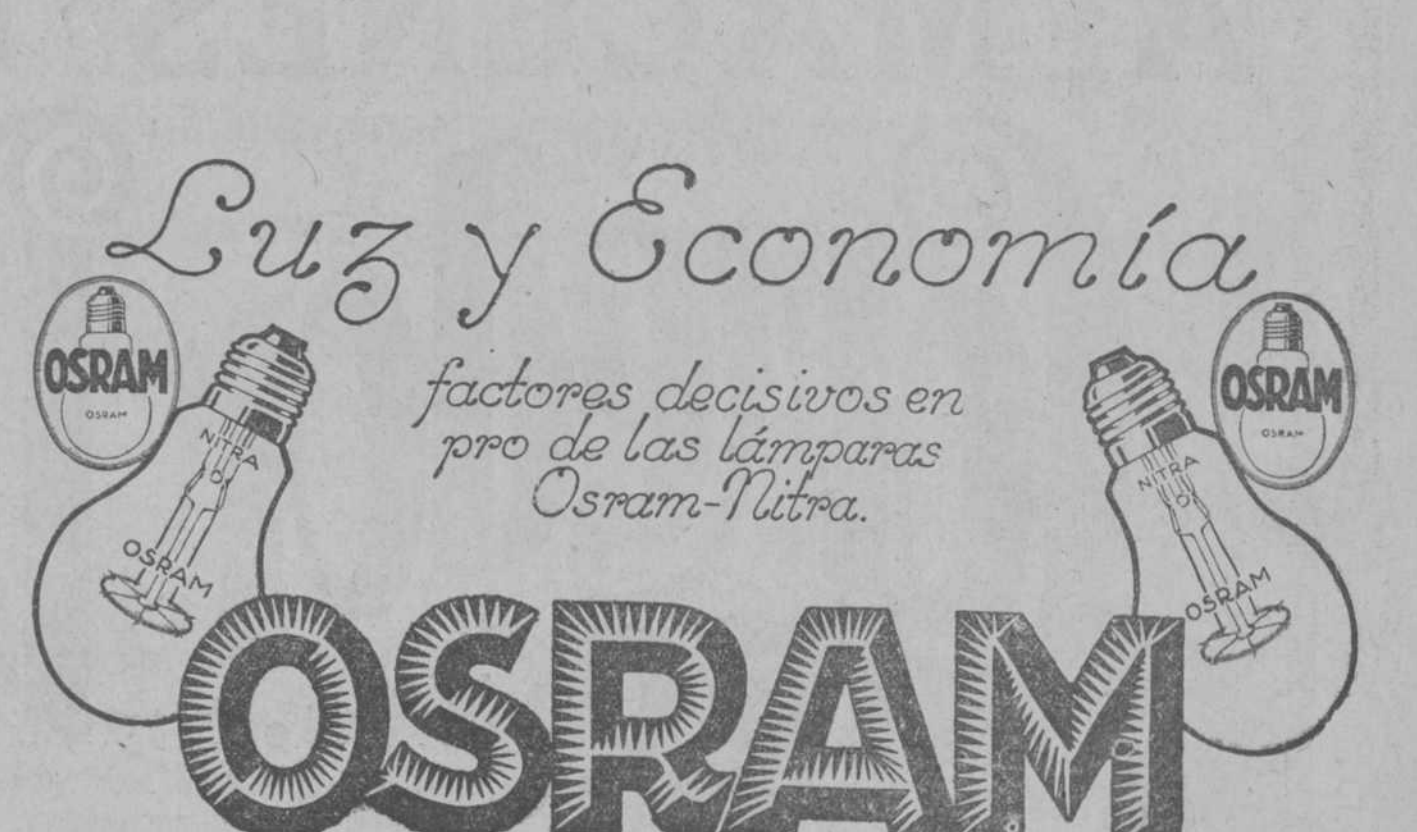 Luz y Economía
OSRAM
OSRAM
OSRAM
OSRAM
factores decisivos en
pro de las lámparas
Osram-Nitra.
NITRA
OSRAM
NITRA
OSRAM
OSRAM